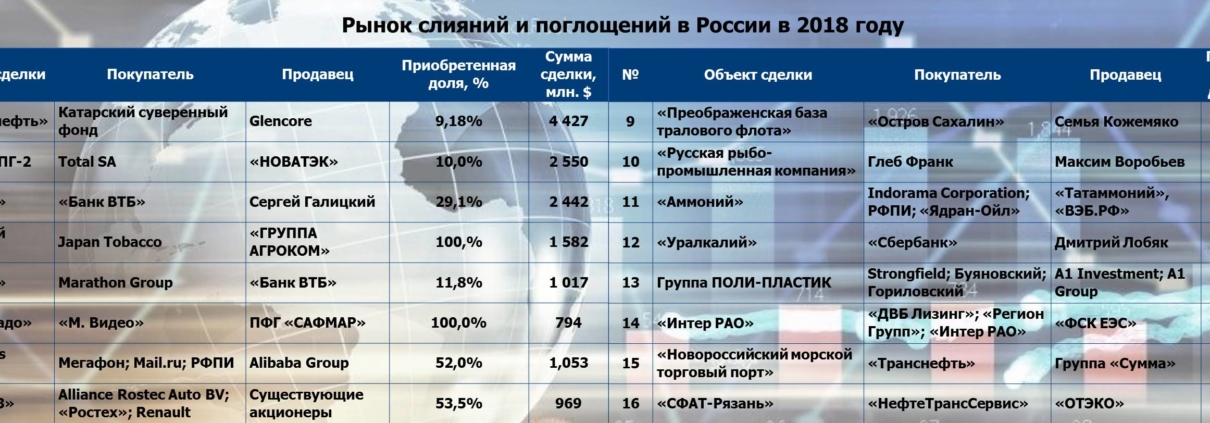 Рынок слияний и поглощений в России в 2018 году
сделки Покупатель Продавец Приобретенная доля, % Сумма сделки, млн. $ № Объект сделки Покупатель Продавец
Катарский суверенный фонд Glencore 9,18% 4 427 9 «Преображенская база тралового флота» «Остров Сахалин» Семья Кожемяко
ПГ-2 Total SA «НОВАТЭК» 10,0% 2 550 10 «Русская рыбо-промышленная компания» Глеб Франк Максим Воробьев
» «Банк ВТБ» Сергей Галицкий 29,1% 2 442 11 «Аммоний» Indorama Corporation; РФПИ; «Ядран-Ойл» «Татаммоний», «ВЭБ.РФ»
й Japan Tobacco «ГРУППА АГРОКОМ» 100,% 1 582 12 «Уралкалий» «Сбербанк» Дмитрий Лобяк
» Marathon Group «Банк ВТБ» 11,8% 1 017 13 Группа ПОЛИ-ПЛАСТИК Strongfield; Буяновский; Гориловский A1 Investment; A1 Group
адо» «М. Видео» ПФГ «САФМАР» 100,0% 794 14 «Интер РАО» «ДВБ Лизинг»; «Регион Групп»; «Интер РАО» «ФСК ЕЭС»
s Мегафон; Mail.ru; РФПИ Alibaba Group 52,0% 1,053 15 «Новороссийский морской торговый порт» «Транснефть» Группа «Сумма»
З» Alliance Rostec Auto BV; «Ростех»; Renault Существующие акционеры 53,5% 969 16 «СФАТ-Рязань» «НефтеТрансСервис» «ОТЭКО»